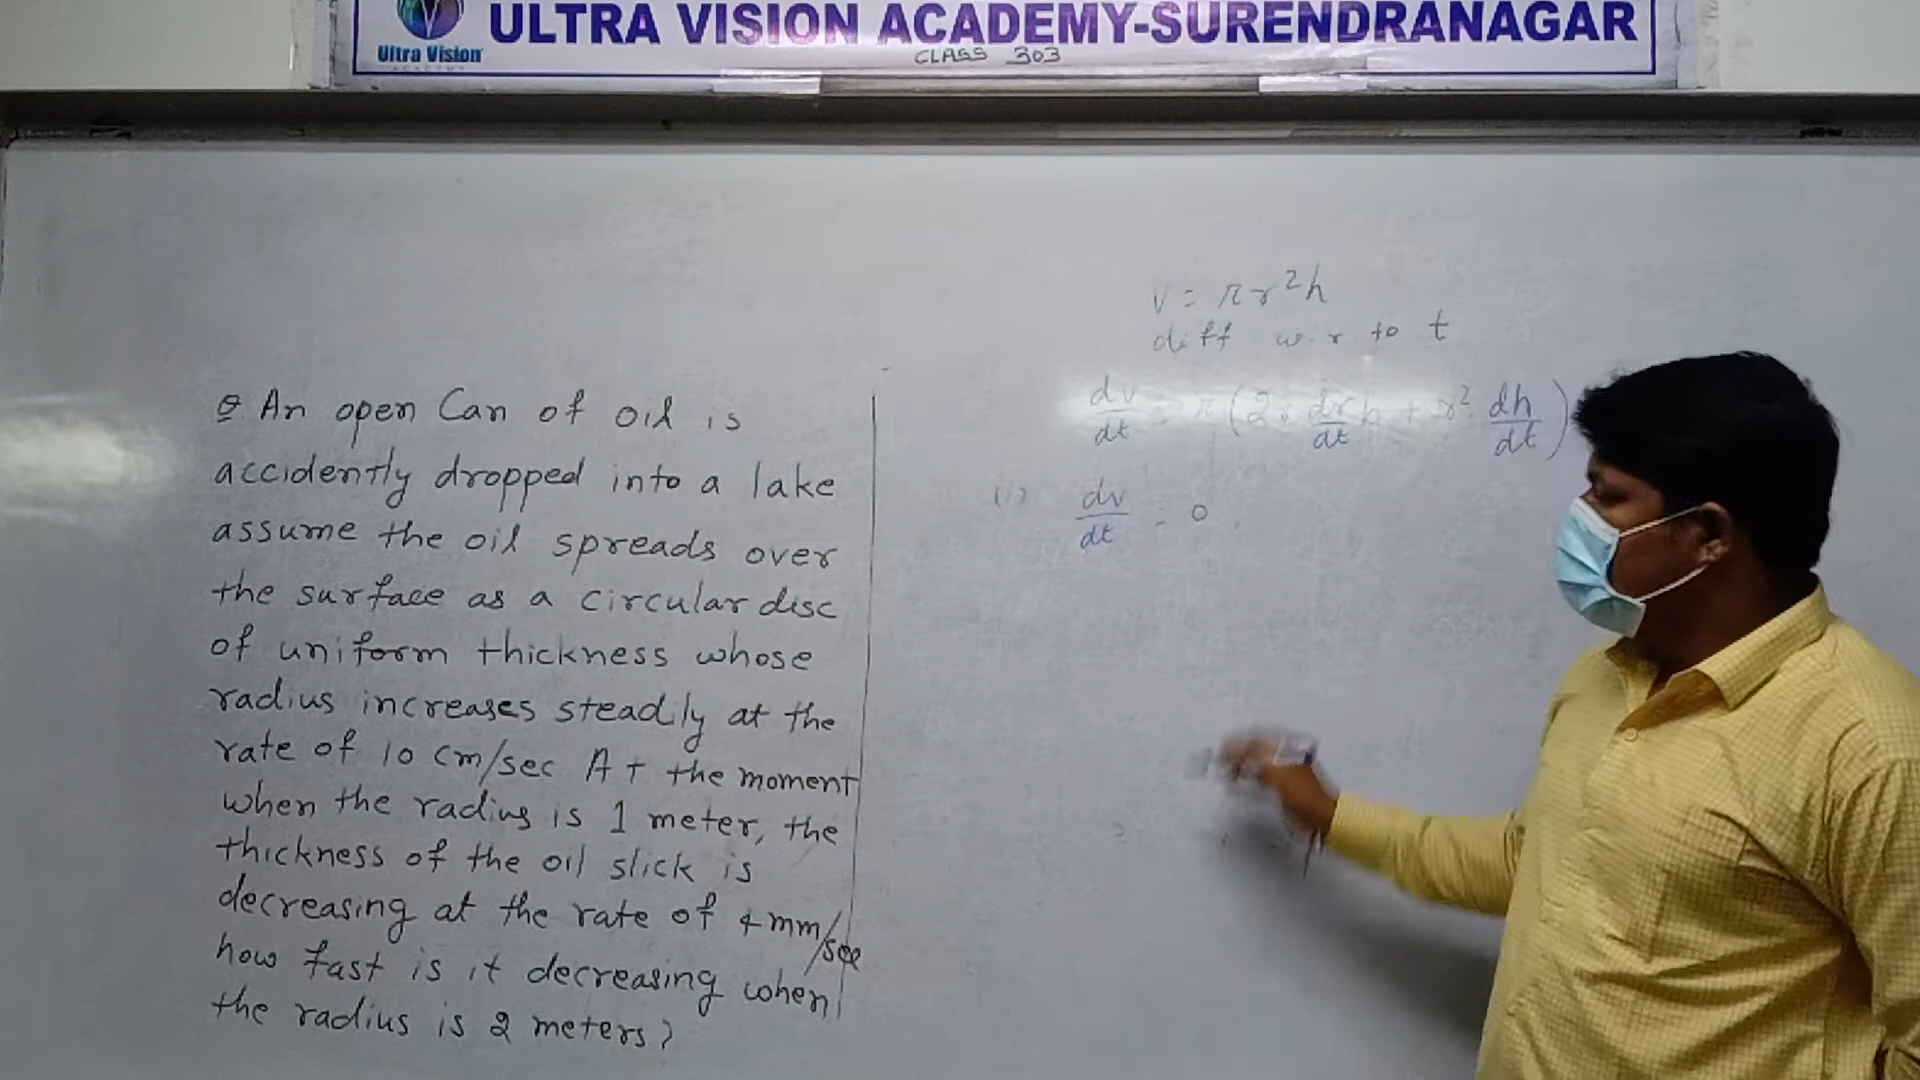 ULTRA VISION ACADEMY-SURENDRANAGAR
Ultra Vision
ACADEMY
CLASS 303
Q An open Can of oil is
accidently dropped into a lake
assume the oil spreads over
the surface as a circular disc
of uniform thickness whose
radius increases steadily at the
rate of 10 cm/sec At the moment
when the radius is 1 meter, the
thickness of the oil slick is
decreasing at the rate of 4 mm/sec
how fast is it decreasing when
the radius is 2 meters?
V = πr²h
diff w.r. to t
dv/dt = π(2r dr/dt h + r² dh/dt)
(i) dv/dt = 0